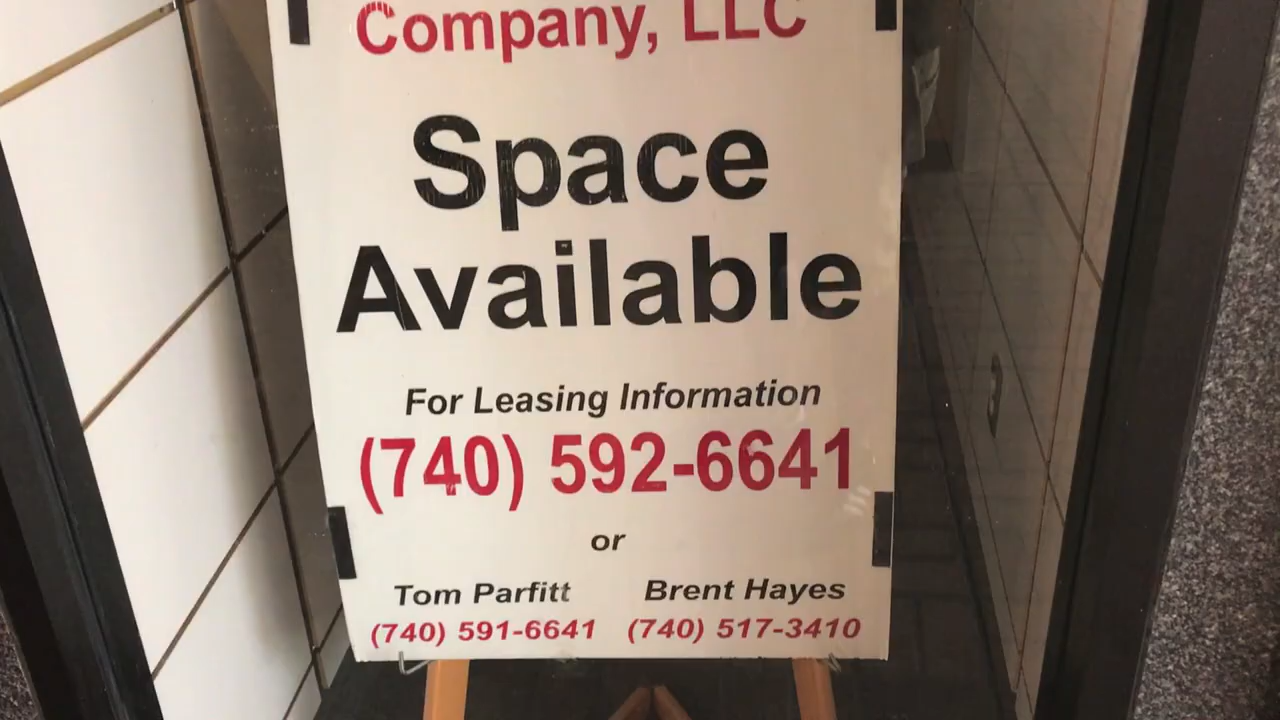 Company, LLC
Space
Available
For Leasing Information
(740) 592-6641
or
Tom Parfitt Brent Hayes
(740) 591-6641 (740) 517-3410